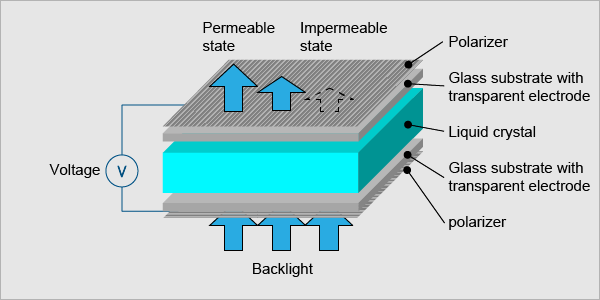 Permeable
state
Impermeable
state
Polarizer
Glass substrate with
transparent electrode
Liquid crystal
Glass substrate with
transparent electrode
polarizer
Voltage
V
Backlight